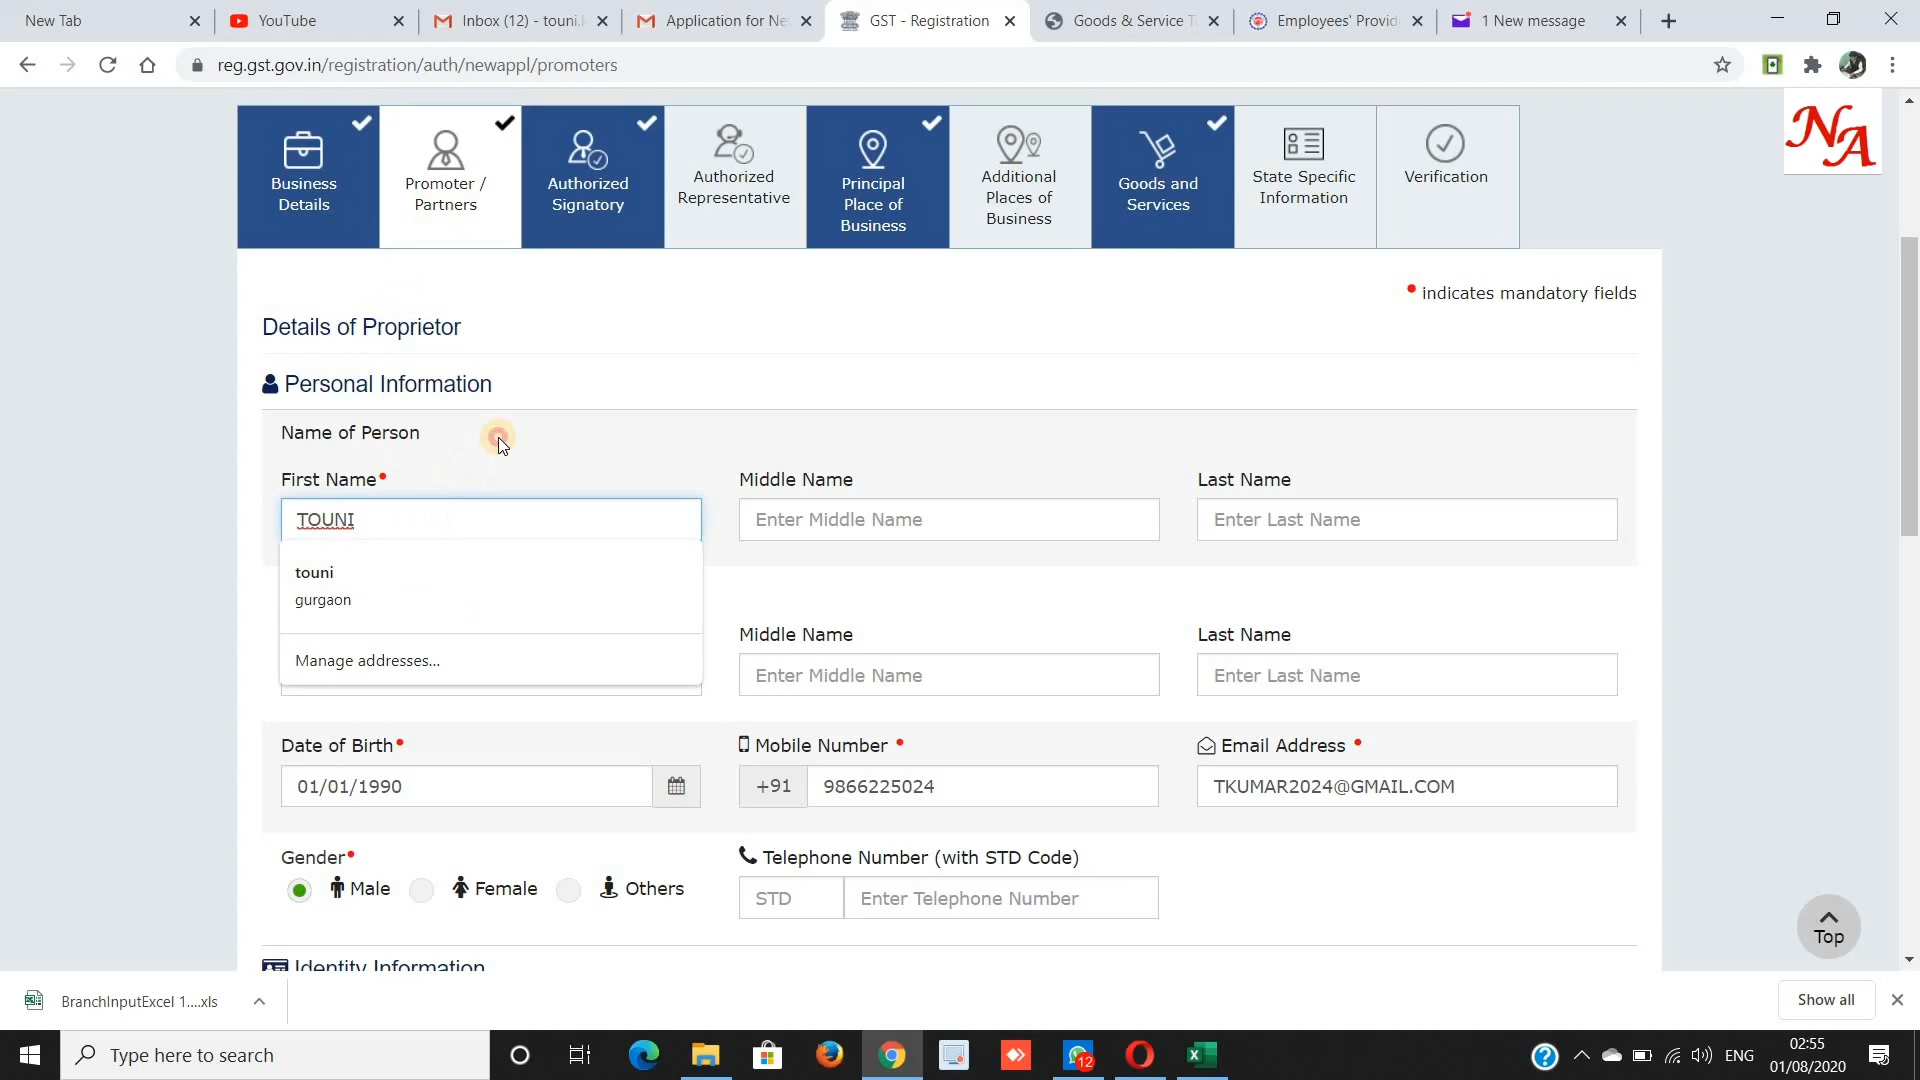 New Tab
YouTube
Inbox (12) - touni.
Application for Ne
GST - Registration
Goods & Service T
Employees' Provid
1 New message
reg.gst.gov.in/registration/auth/newappl/promoters
NA
Business Details
Promoter / Partners
Authorized Signatory
Authorized Representative
Principal Place of Business
Additional Places of Business
Goods and Services
State Specific Information
Verification
indicates mandatory fields
Details of Proprietor
Personal Information
Name of Person
First Name
Middle Name
Last Name
TOUNI
Enter Middle Name
Enter Last Name
touni
gurgaon
Manage addresses...
Middle Name
Last Name
Enter Middle Name
Enter Last Name
Date of Birth
Mobile Number
Email Address
01/01/1990
+91
9866225024
TKUMAR2024@GMAIL.COM
Gender
Telephone Number (with STD Code)
Male
Female
Others
STD
Enter Telephone Number
Top
Identity Information
BranchInputExcel 1....xls
Show all
Type here to search
12
ENG
02:55
01/08/2020